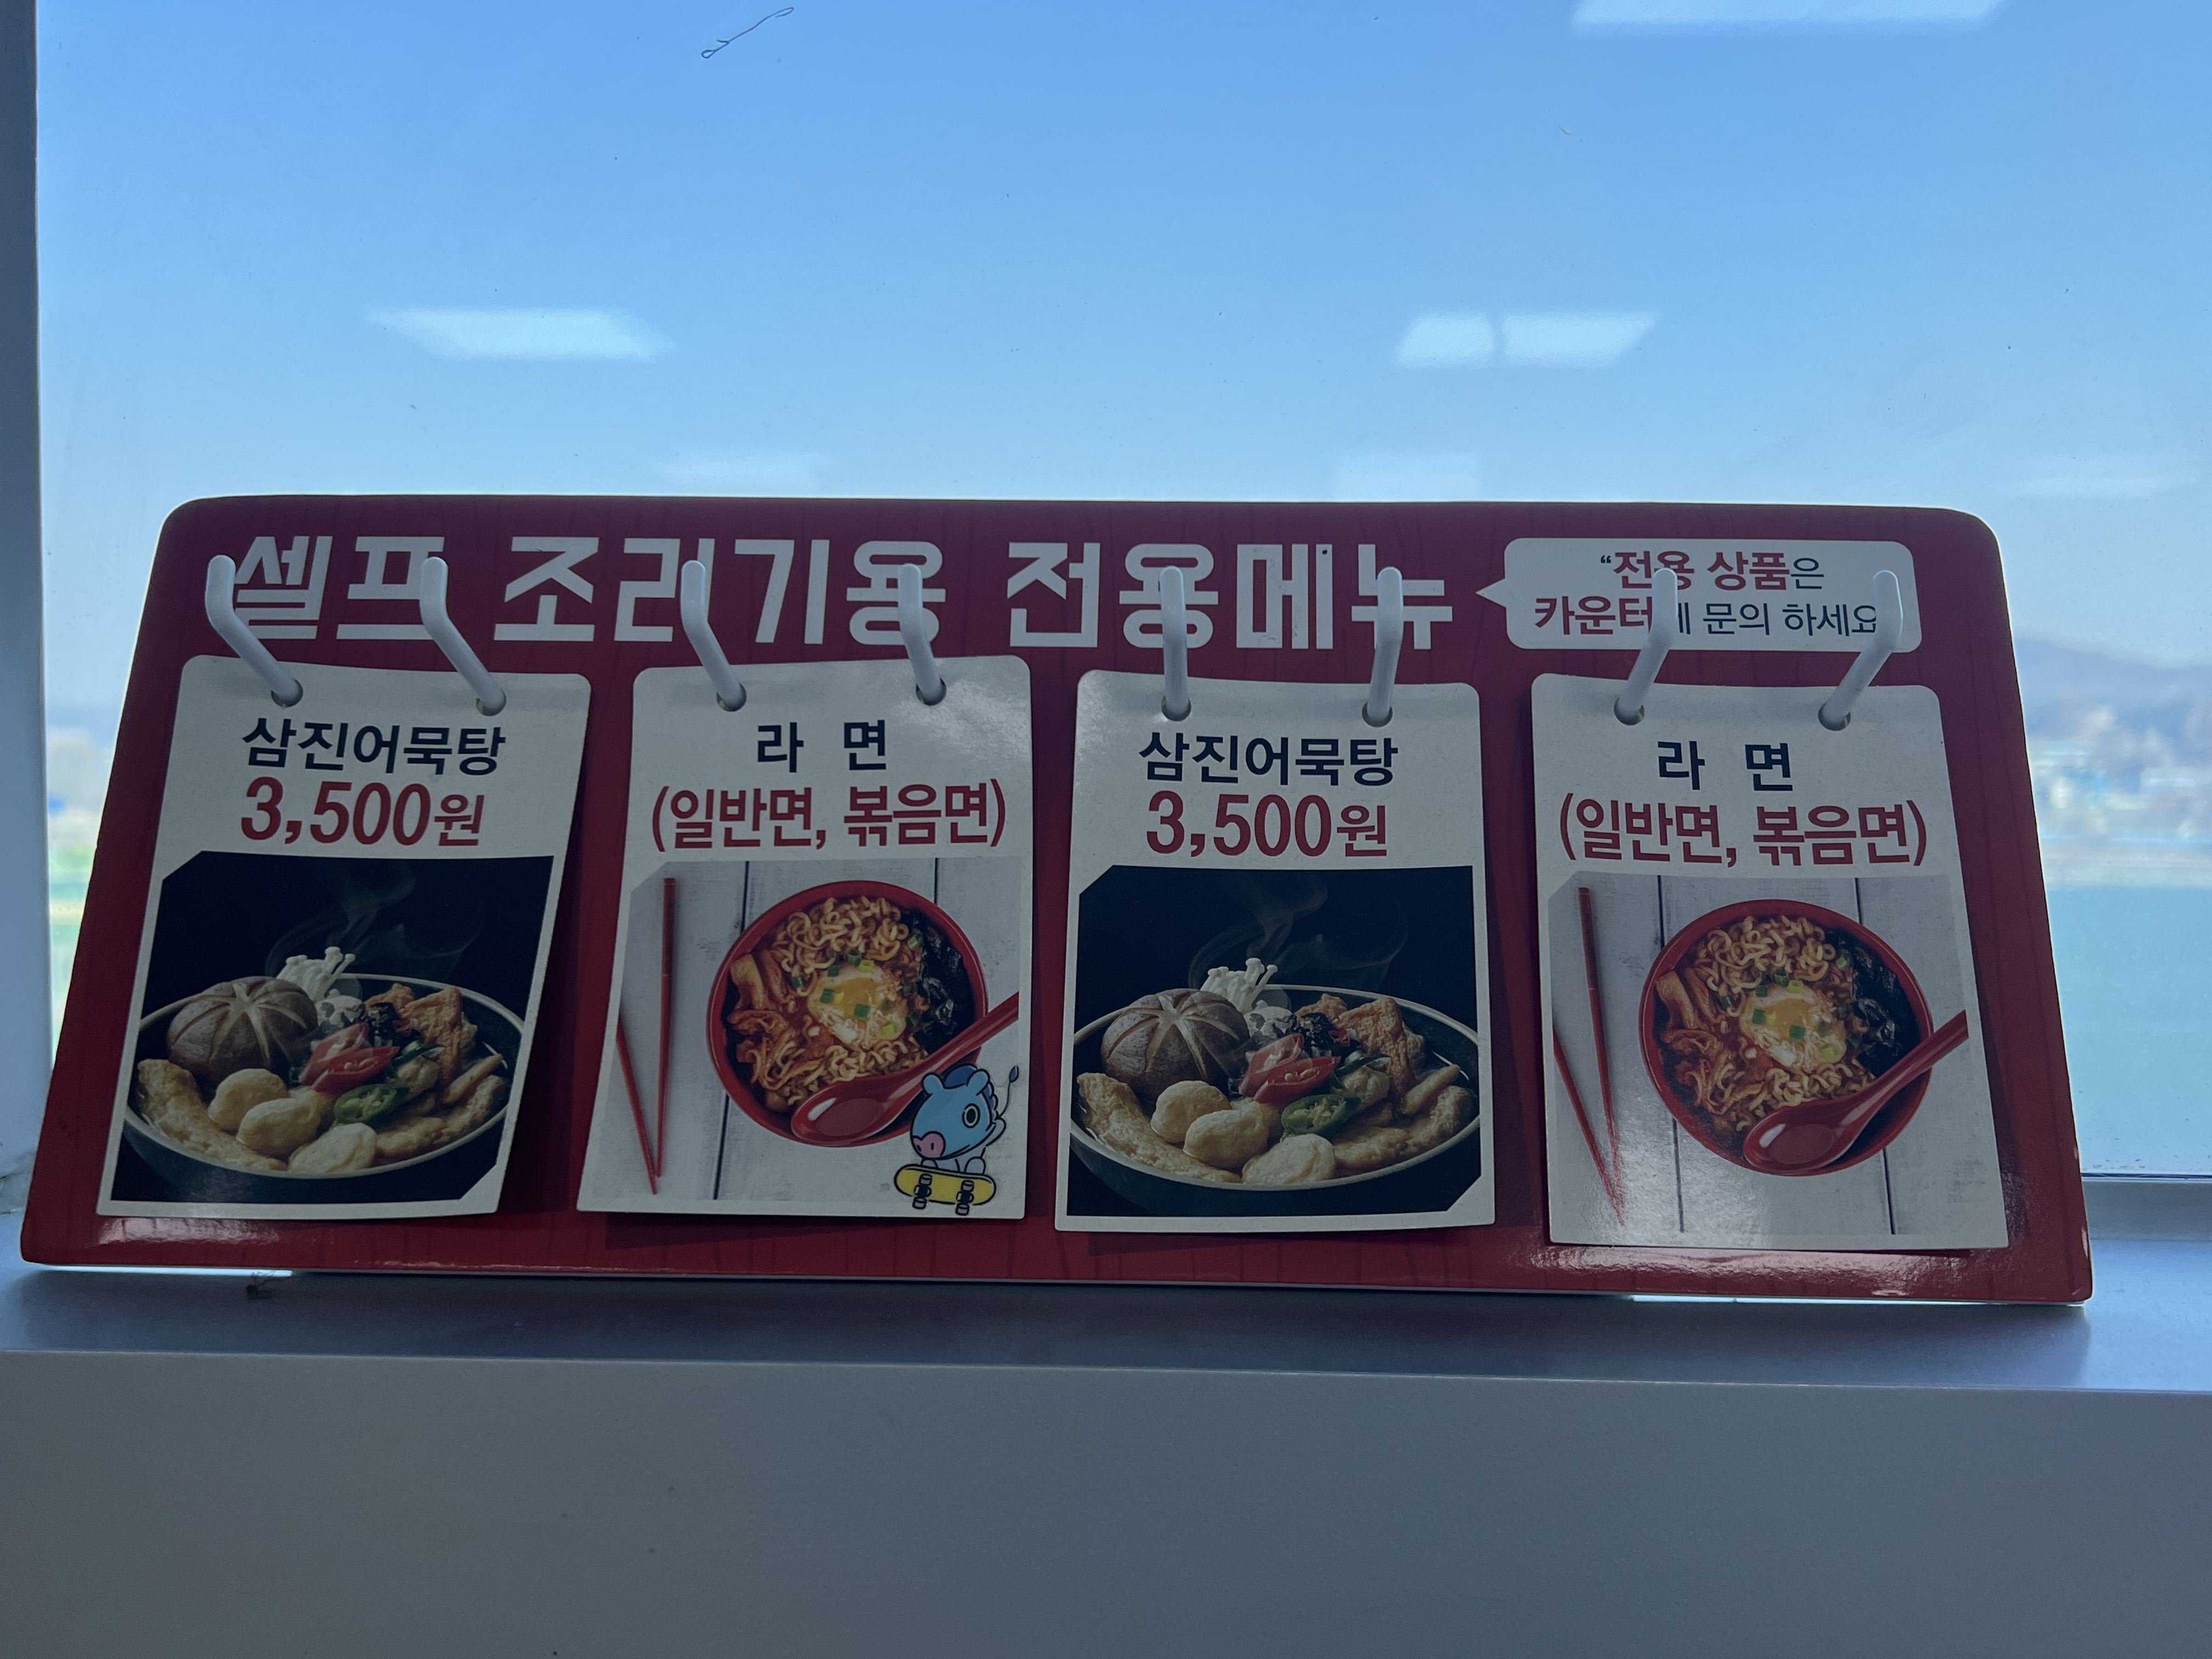 셀프 조리기용 전용메뉴
“전용 상품은
카운터에 문의 하세요
삼진어묵탕
3,500원
라 면
(일반면, 볶음면)
삼진어묵탕
3,500원
라 면
(일반면, 볶음면)